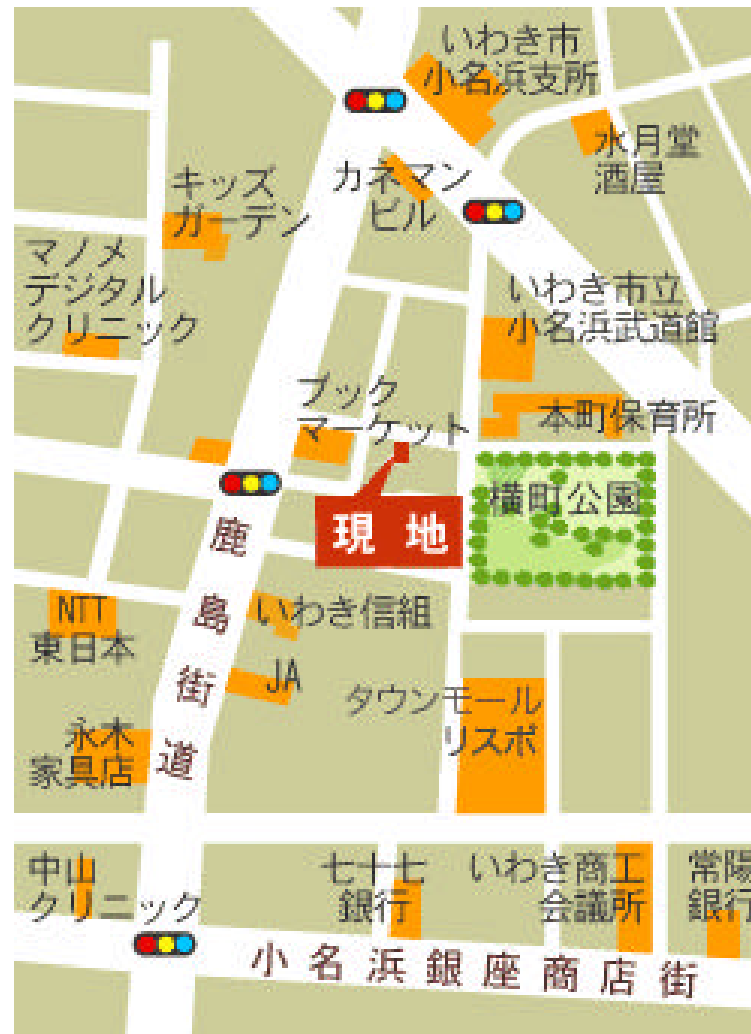 いわき市
小名浜支所
水月堂
酒屋
キッズ
ガーデン
カネマン
ビル
マノメ
デジタル
クリニック
いわき市立
小名浜武道館
ブック
マーケット
本町保育所
横町公園
現地
鹿島街道
NTT
東日本
いわき信組
JA
タウンモール
リスポ
永木
家具店
中山
クリニック
七十七
銀行
いわき商工
会議所
常陽
銀行
小名浜銀座商店街